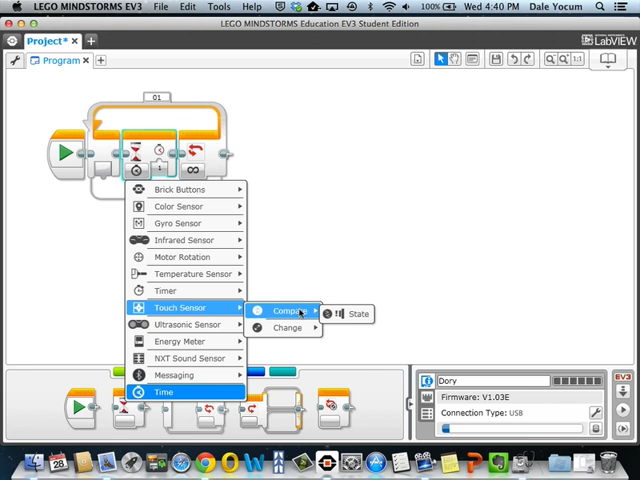 LEGO MINDSTORMS EV3 File Edit Tools Help 100% Wed 4:40 PM Dale Yocum
LEGO MINDSTORMS Education EV3 Student Edition
Project* LabVIEW
Program 1:1
01
1
Brick Buttons
Color Sensor
Gyro Sensor
Infrared Sensor
Motor Rotation
Temperature Sensor
Timer
Touch Sensor
Compare
State
Change
Ultrasonic Sensor
Energy Meter
NXT Sound Sensor
Messaging
Time
Dory
EV3
Firmware: V1.03E
Connection Type: USB
28